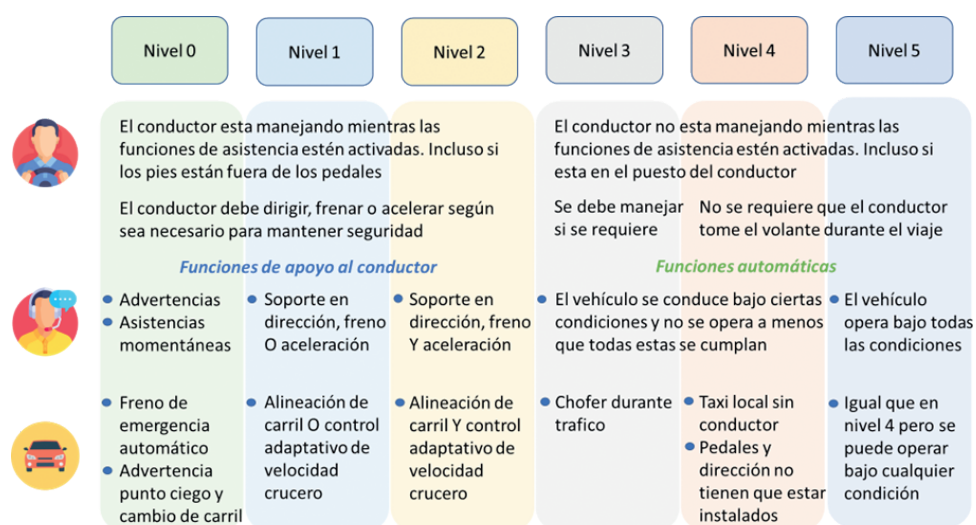 Nivel 0
Nivel 1
Nivel 2
Nivel 3
Nivel 4
Nivel 5
El conductor esta manejando mientras las
funciones de asistencia estén activadas. Incluso si
los pies están fuera de los pedales
El conductor no esta manejando mientras las
funciones de asistencia estén activadas. Incluso si
esta en el puesto del conductor
El conductor debe dirigir, frenar o acelerar según
sea necesario para mantener seguridad
Se debe manejar
si se requiere
No se requiere que el conductor
tome el volante durante el viaje
Funciones de apoyo al conductor
Funciones automáticas
Advertencias
Asistencias
momentáneas
Soporte en
dirección, freno
O aceleración
Soporte en
dirección, freno
Y aceleración
El vehículo se conduce bajo ciertas
condiciones y no se opera a menos
que todas estas se cumplan
El vehículo
opera bajo todas
las condiciones
Freno de
emergencia
automático
Advertencia
punto ciego y
cambio de carril
Alineación de
carril O control
adaptativo de
velocidad
crucero
Alineación de
carril Y control
adaptativo de
velocidad
crucero
Chofer durante
trafico
Taxi local sin
conductor
Pedales y
dirección no
tienen que estar
instalados
Igual que en
nivel 4 pero se
puede operar
bajo cualquier
condición